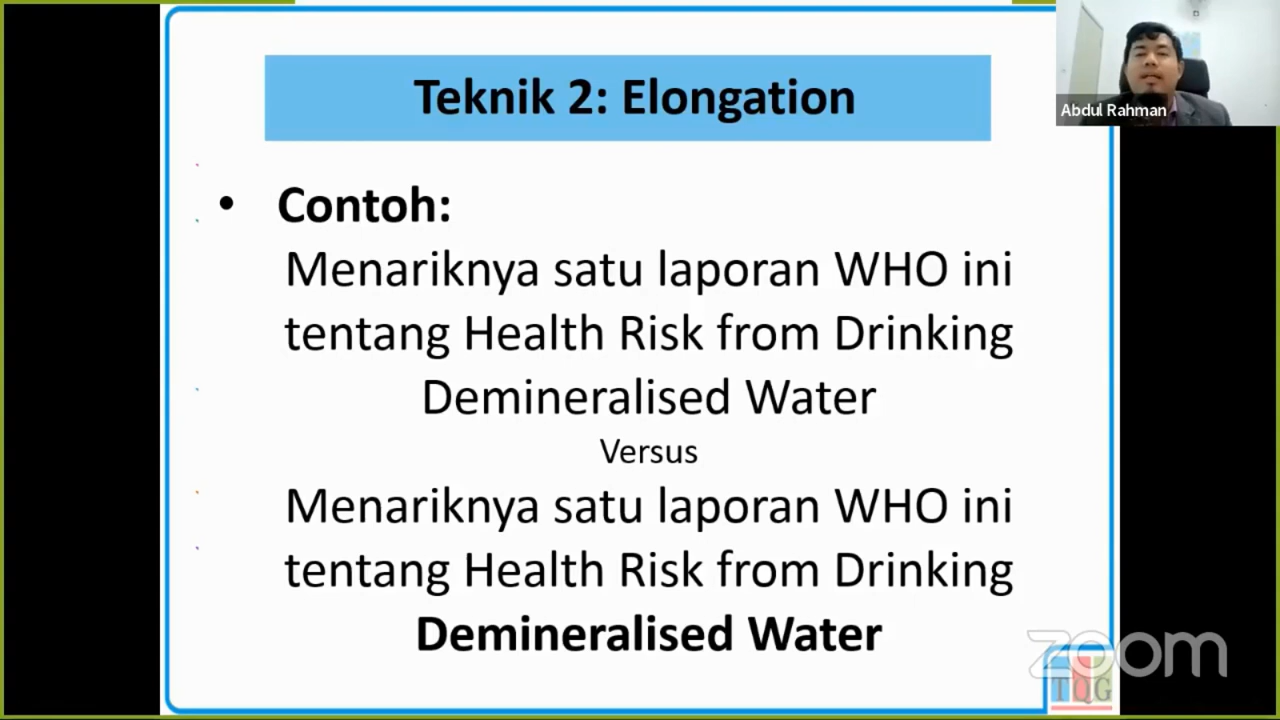 Teknik 2: Elongation
Abdul Rahman
• Contoh:
Menariknya satu laporan WHO ini
tentang Health Risk from Drinking
Demineralised Water
Versus
Menariknya satu laporan WHO ini
tentang Health Risk from Drinking
Demineralised Water
zoom
TQG